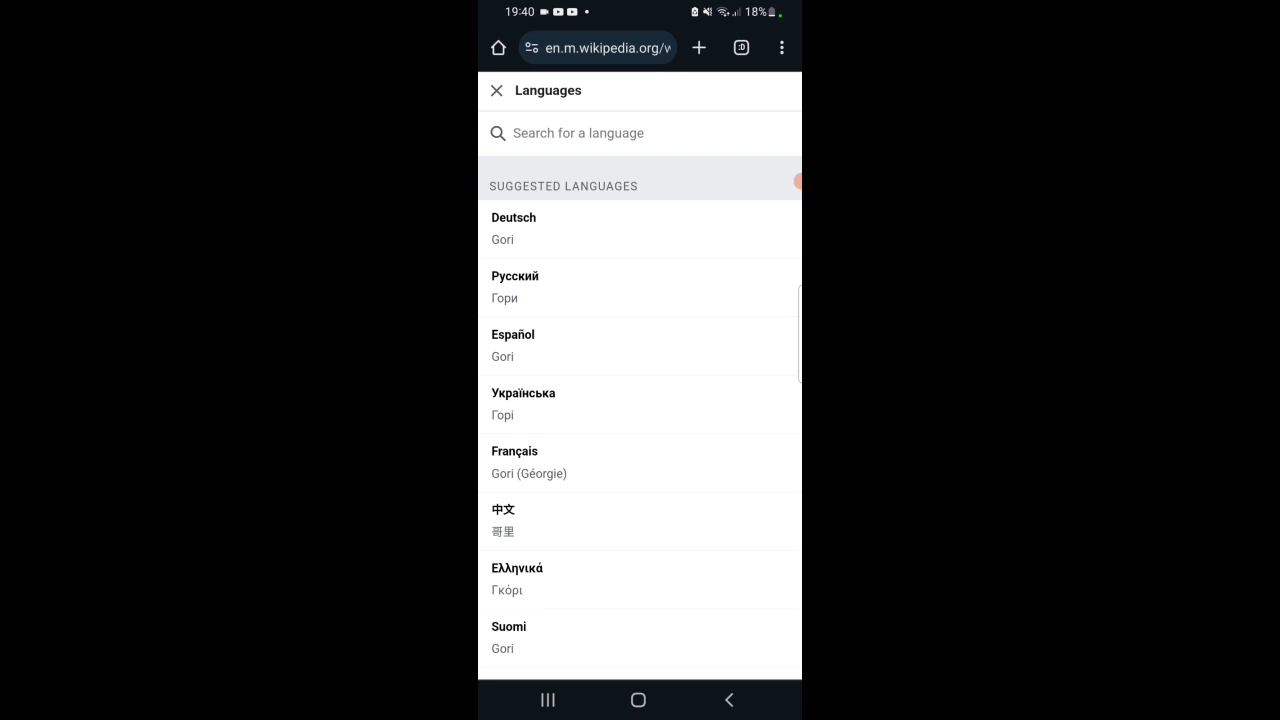 19:40
18%
en.m.wikipedia.org/w
:D
Languages
Search for a language
SUGGESTED LANGUAGES
Deutsch
Gori
Русский
Гори
Español
Gori
Українська
Горі
Français
Gori (Géorgie)
中文
哥里
Ελληνικά
Γκόρι
Suomi
Gori